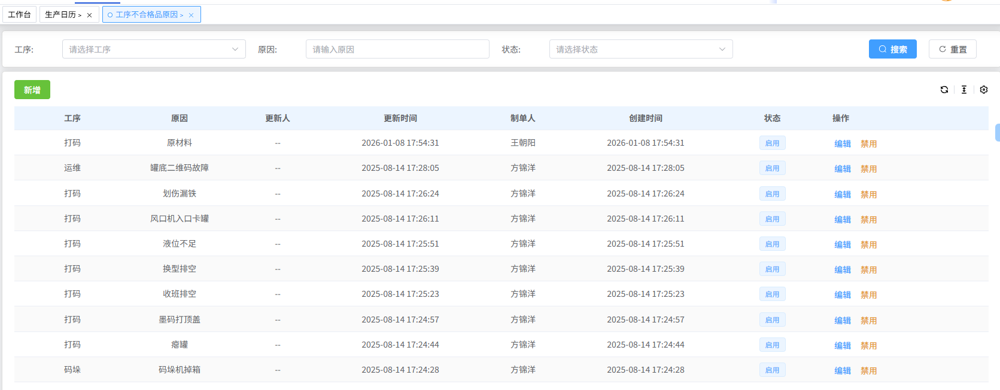 工作台 生产日历 > × 工序不合格品原因 > ×
工序: 请选择工序 原因: 请输入原因 状态: 请选择状态 搜索 重置
新增
工序 原因 更新人 更新时间 制单人 创建时间 状态 操作
打码 原材料 -- 2026-01-08 17:54:31 王朝阳 2026-01-08 17:54:31 启用 编辑 禁用
运维 罐底二维码故障 -- 2025-08-14 17:28:05 方锦洋 2025-08-14 17:28:05 启用 编辑 禁用
打码 划伤漏铁 -- 2025-08-14 17:26:24 方锦洋 2025-08-14 17:26:24 启用 编辑 禁用
打码 风口机入口卡罐 -- 2025-08-14 17:26:11 方锦洋 2025-08-14 17:26:11 启用 编辑 禁用
打码 液位不足 -- 2025-08-14 17:25:51 方锦洋 2025-08-14 17:25:51 启用 编辑 禁用
打码 换型排空 -- 2025-08-14 17:25:39 方锦洋 2025-08-14 17:25:39 启用 编辑 禁用
打码 收班排空 -- 2025-08-14 17:25:23 方锦洋 2025-08-14 17:25:23 启用 编辑 禁用
打码 墨码打顶盖 -- 2025-08-14 17:24:57 方锦洋 2025-08-14 17:24:57 启用 编辑 禁用
打码 瘪罐 -- 2025-08-14 17:24:44 方锦洋 2025-08-14 17:24:44 启用 编辑 禁用
码垛 码垛机掉箱 -- 2025-08-14 17:24:28 方锦洋 2025-08-14 17:24:28 启用 编辑 禁用